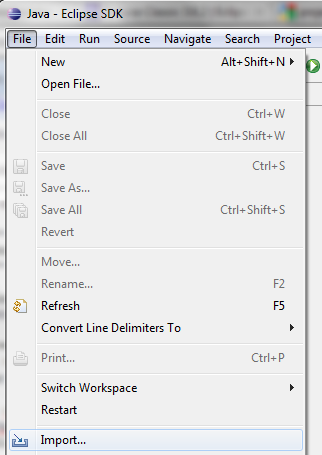 Java - Eclipse SDK
File Edit Run Source Navigate Search Project
New Alt+Shift+N
Open File...
Close Ctrl+W
Close All Ctrl+Shift+W
Save Ctrl+S
Save As...
Save All Ctrl+Shift+S
Revert
Move...
Rename... F2
Refresh F5
Convert Line Delimiters To
Print... Ctrl+P
Switch Workspace
Restart
Import...